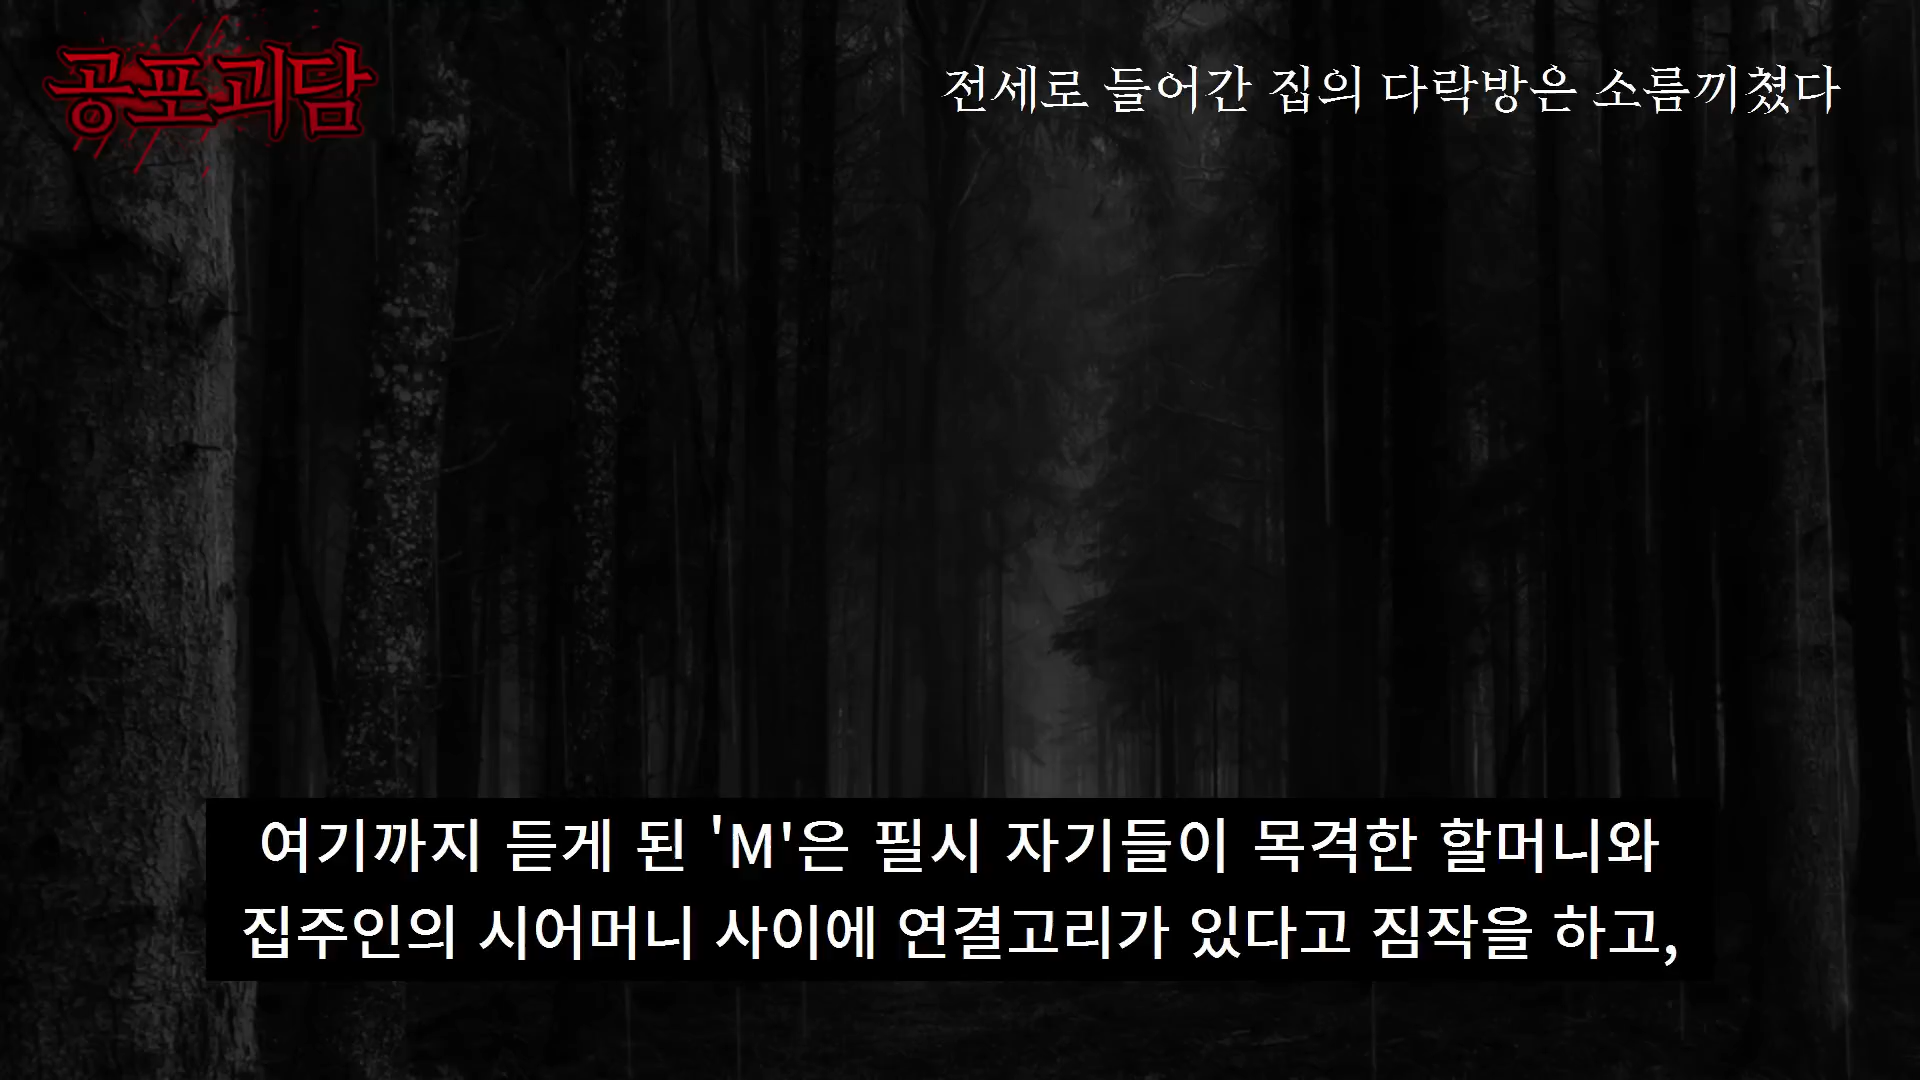 공포괴담
전세로 들어간 집의 다락방은 소름끼쳤다
여기까지 듣게 된 'M'은 필시 자기들이 목격한 할머니와
집주인의 시어머니 사이에 연결고리가 있다고 짐작을 하고,